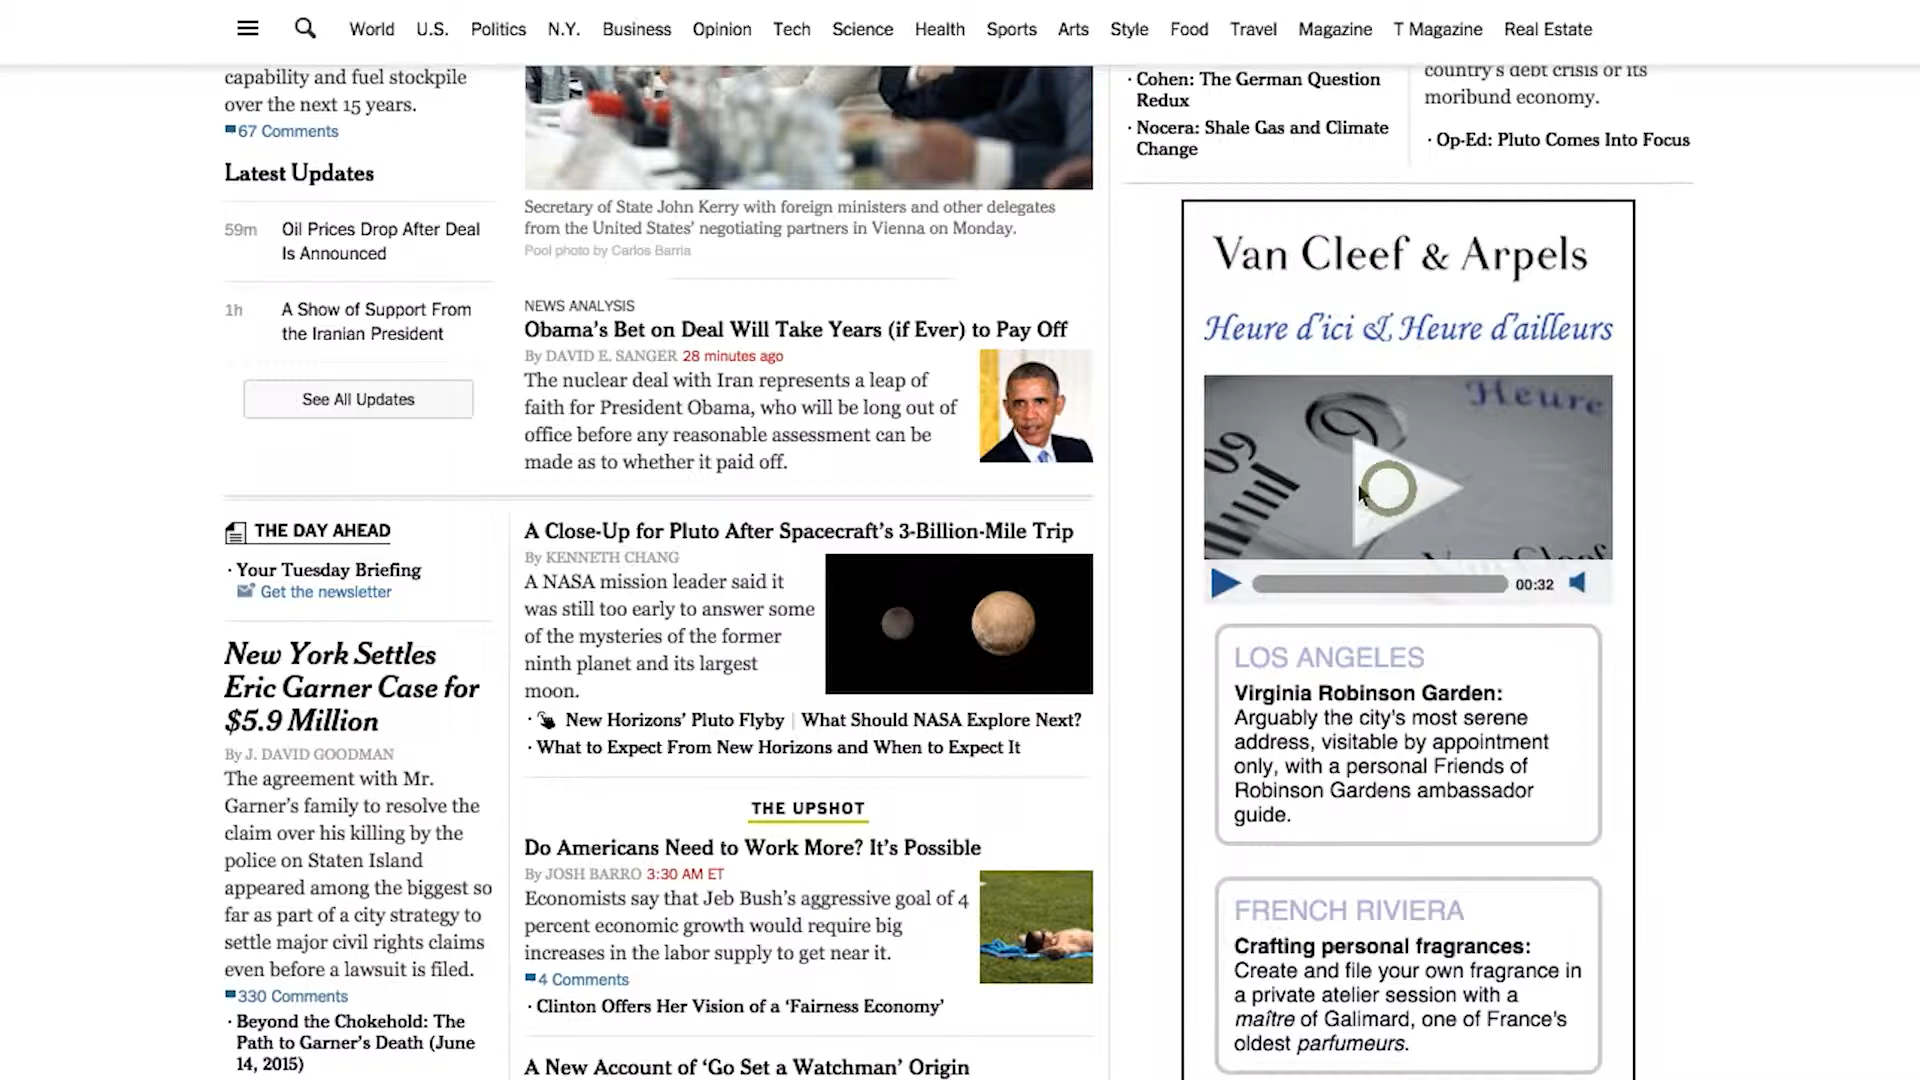 World U.S. Politics N.Y. Business Opinion Tech Science Health Sports Arts Style Food Travel Magazine T Magazine Real Estate
capability and fuel stockpile
over the next 15 years.
67 Comments
Latest Updates
59m Oil Prices Drop After Deal
Is Announced
1h A Show of Support From
the Iranian President
See All Updates
THE DAY AHEAD
· Your Tuesday Briefing
Get the newsletter
New York Settles
Eric Garner Case for
$5.9 Million
By J. DAVID GOODMAN
The agreement with Mr.
Garner’s family to resolve the
claim over his killing by the
police on Staten Island
appeared among the biggest so
far as part of a city strategy to
settle major civil rights claims
even before a lawsuit is filed.
330 Comments
· Beyond the Chokehold: The
Path to Garner’s Death (June
14, 2015)
Secretary of State John Kerry with foreign ministers and other delegates
from the United States’ negotiating partners in Vienna on Monday.
Pool photo by Carlos Barria
NEWS ANALYSIS
Obama’s Bet on Deal Will Take Years (if Ever) to Pay Off
By DAVID E. SANGER 28 minutes ago
The nuclear deal with Iran represents a leap of
faith for President Obama, who will be long out of
office before any reasonable assessment can be
made as to whether it paid off.
A Close-Up for Pluto After Spacecraft’s 3-Billion-Mile Trip
By KENNETH CHANG
A NASA mission leader said it
was still too early to answer some
of the mysteries of the former
ninth planet and its largest
moon.
· New Horizons’ Pluto Flyby | What Should NASA Explore Next?
· What to Expect From New Horizons and When to Expect It
THE UPSHOT
Do Americans Need to Work More? It’s Possible
By JOSH BARRO 3:30 AM ET
Economists say that Jeb Bush’s aggressive goal of 4
percent economic growth would require big
increases in the labor supply to get near it.
4 Comments
· Clinton Offers Her Vision of a ‘Fairness Economy’
A New Account of ‘Go Set a Watchman’ Origin
· Cohen: The German Question
Redux
· Nocera: Shale Gas and Climate
Change
country’s debt crisis or its
moribund economy.
· Op-Ed: Pluto Comes Into Focus
Van Cleef & Arpels
Heure d’ici & Heure d’ailleurs
Heure
60
00:32
LOS ANGELES
Virginia Robinson Garden:
Arguably the city's most serene
address, visitable by appointment
only, with a personal Friends of
Robinson Gardens ambassador
guide.
FRENCH RIVIERA
Crafting personal fragrances:
Create and file your own fragrance in
a private atelier session with a
maître of Galimard, one of France's
oldest parfumeurs.